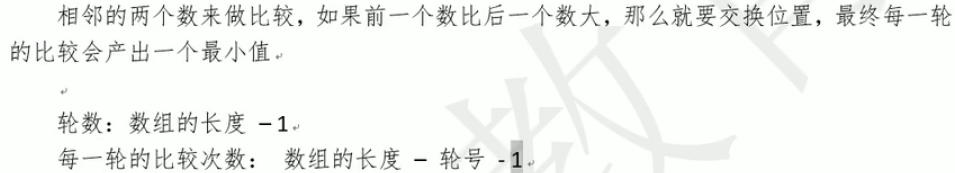 相邻的两个数来做比较，如果前一个数比后一个数大，那么就要交换位置，最终每一轮
的比较会产出一个最小值。
轮数：数组的长度 – 1
每一轮的比较次数： 数组的长度 – 轮号 - 1